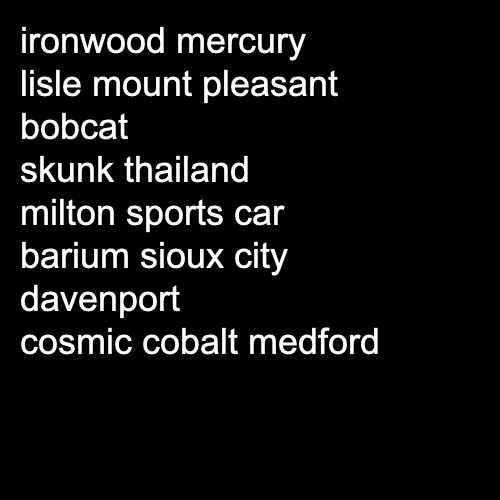 ironwood mercury
lisle mount pleasant
bobcat
skunk thailand
milton sports car
barium sioux city
davenport
cosmic cobalt medford